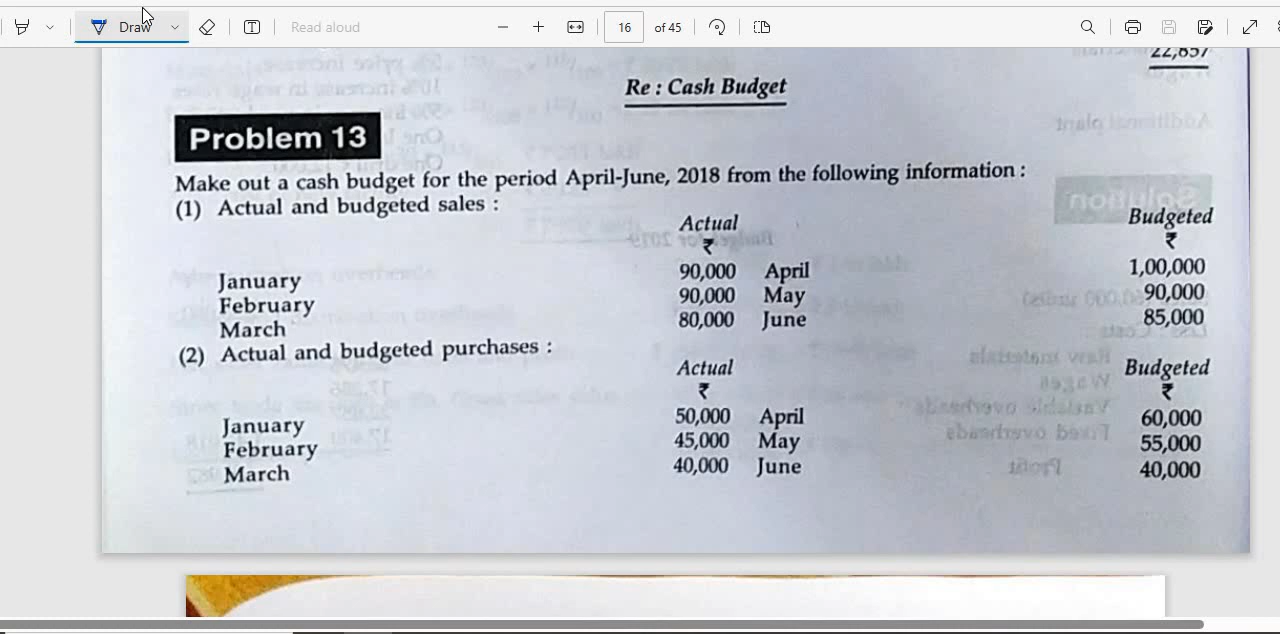 Draw
Read aloud
16 of 45
22,857
Re : Cash Budget
Problem 13
Make out a cash budget for the period April-June, 2018 from the following information :
(1) Actual and budgeted sales :
Actual Budgeted
₹ ₹
January 90,000 April 1,00,000
February 90,000 May 90,000
March 80,000 June 85,000
(2) Actual and budgeted purchases :
Actual Budgeted
₹ ₹
January 50,000 April 60,000
February 45,000 May 55,000
March 40,000 June 40,000